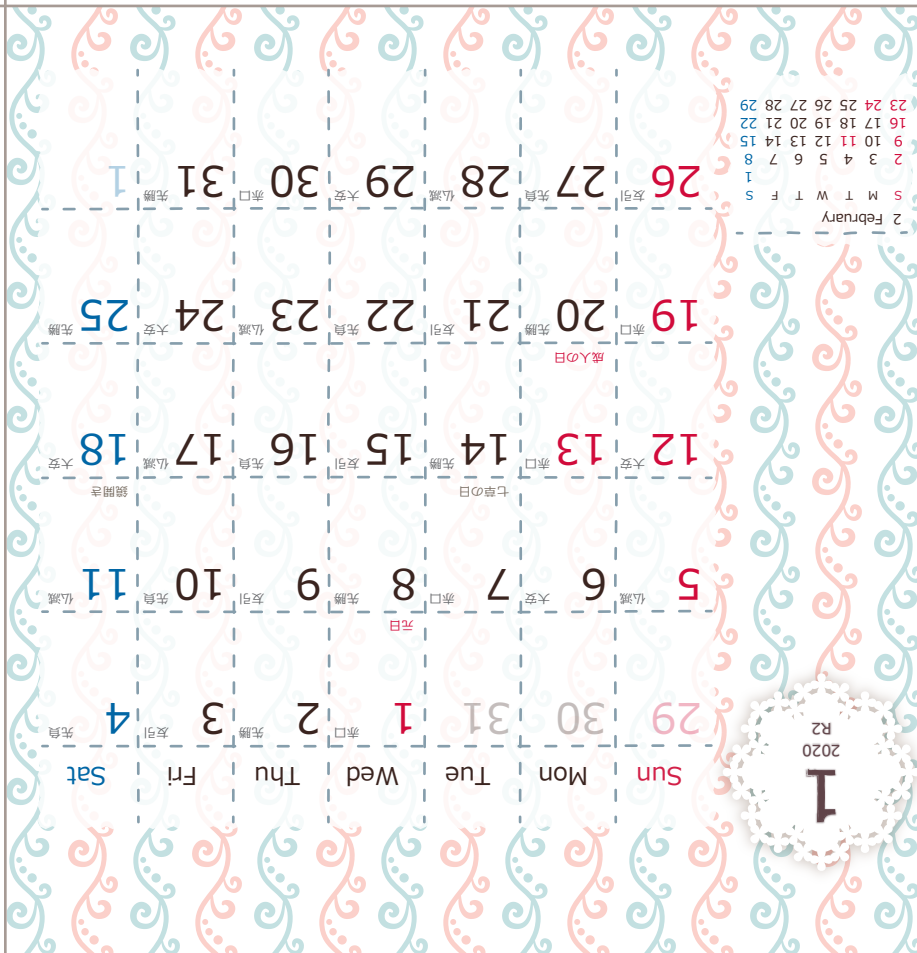 1
2020
R2
Sun Mon Tue Wed Thu Fri Sat
29 30 31 1 赤口 2 先勝 3 友引 4 先負
元日
5 仏滅 6 大安 7 赤口 8 先勝 9 友引 10 先負 11 仏滅
七草の日 鏡開き
12 大安 13 赤口 14 先勝 15 友引 16 先負 17 仏滅 18 大安
成人の日
19 赤口 20 先勝 21 友引 22 先負 23 仏滅 24 大安 25 先勝
26 友引 27 先負 28 仏滅 29 大安 30 赤口 31 先勝 1
2 February
S M T W T F S
1
2 3 4 5 6 7 8
9 10 11 12 13 14 15
16 17 18 19 20 21 22
23 24 25 26 27 28 29